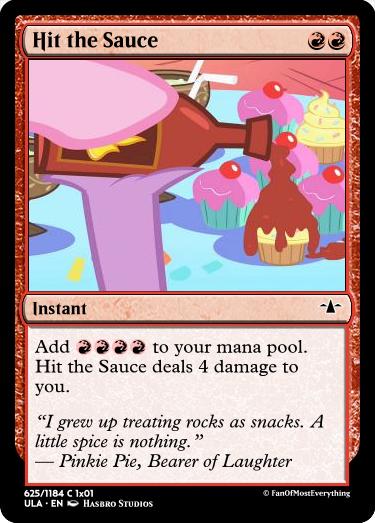 Hit the Sauce
Instant
Add to your mana pool.
Hit the Sauce deals 4 damage to
you.
“I grew up treating rocks as snacks. A
little spice is nothing.”
— Pinkie Pie, Bearer of Laughter
625/1184 C 1x01
ULA • EN Hasbro Studios
© FanOfMostEverything